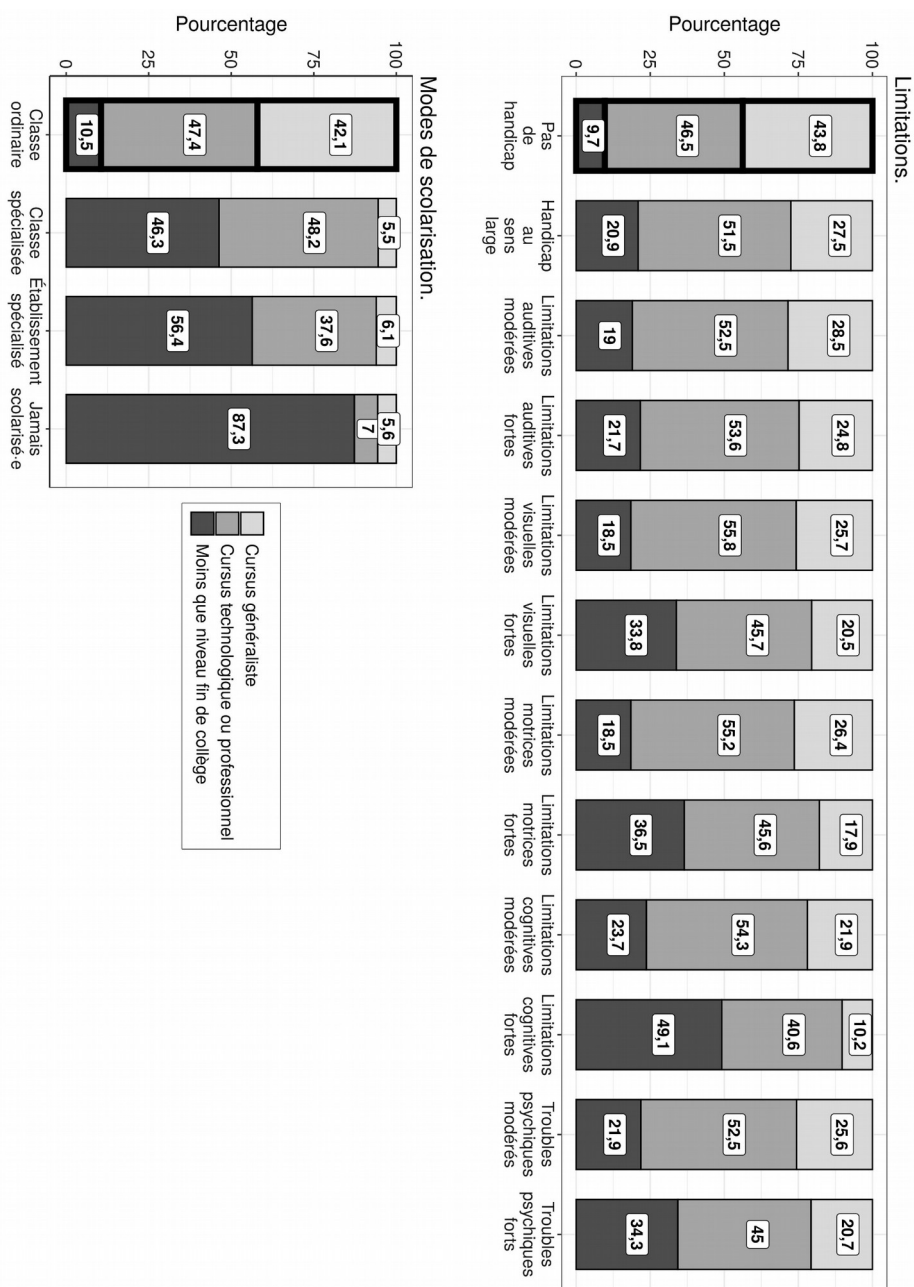 Limitations.
Pourcentage
100
75
50
25
0
43,8
46,5
9,7
27,5
51,5
20,9
28,5
52,5
19
24,8
53,6
21,7
25,7
55,8
18,5
20,5
45,7
33,8
26,4
55,2
18,5
17,9
45,6
36,5
21,9
54,3
23,7
10,2
40,6
49,1
25,6
52,5
21,9
20,7
45
34,3
Pas
de
handicap
Handicap
au
sens
large
Limitations
auditives
modérées
Limitations
auditives
fortes
Limitations
visuelles
modérées
Limitations
visuelles
fortes
Limitations
motrices
modérées
Limitations
motrices
fortes
Limitations
cognitives
modérées
Limitations
cognitives
fortes
Troubles
psychiques
modérés
Troubles
psychiques
forts
Modes de scolarisation.
Pourcentage
100
75
50
25
0
42,1
47,4
10,5
5,5
48,2
46,3
6,1
37,6
56,4
5,6
7
87,3
Classe
ordinaire
Classe
spécialisée
Établissement
spécialisé
Jamais
scolarisé·e
Cursus généraliste
Cursus technologique ou professionnel
Moins que niveau fin de collège